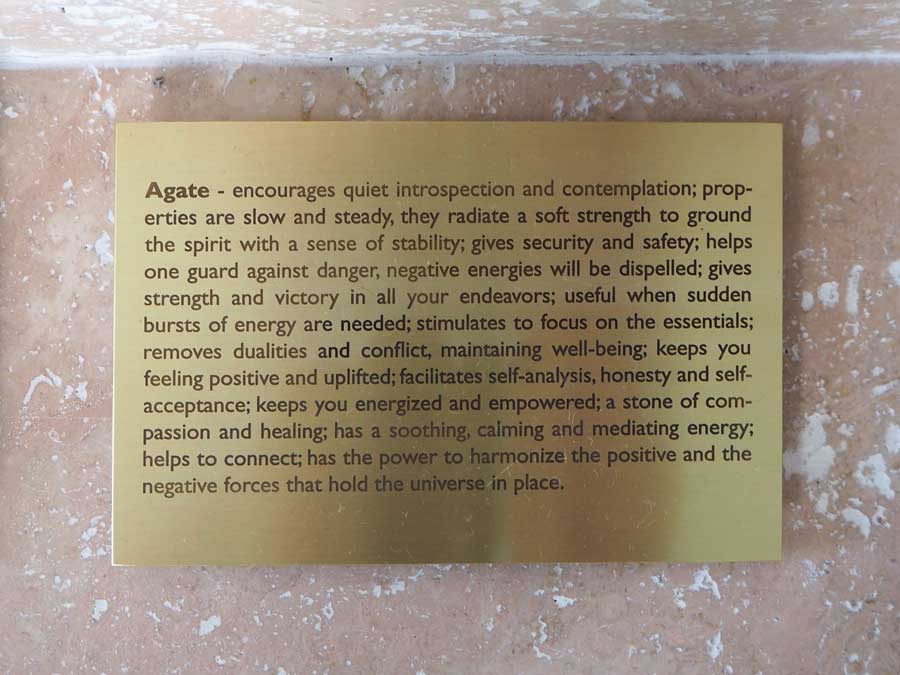 Agate - encourages quiet introspection and contemplation; prop-
erties are slow and steady, they radiate a soft strength to ground
the spirit with a sense of stability; gives security and safety; helps
one guard against danger, negative energies will be dispelled; gives
strength and victory in all your endeavors; useful when sudden
bursts of energy are needed; stimulates to focus on the essentials;
removes dualities and conflict, maintaining well-being; keeps you
feeling positive and uplifted; facilitates self-analysis, honesty and self-
acceptance; keeps you energized and empowered; a stone of com-
passion and healing; has a soothing, calming and mediating energy;
helps to connect; has the power to harmonize the positive and the
negative forces that hold the universe in place.